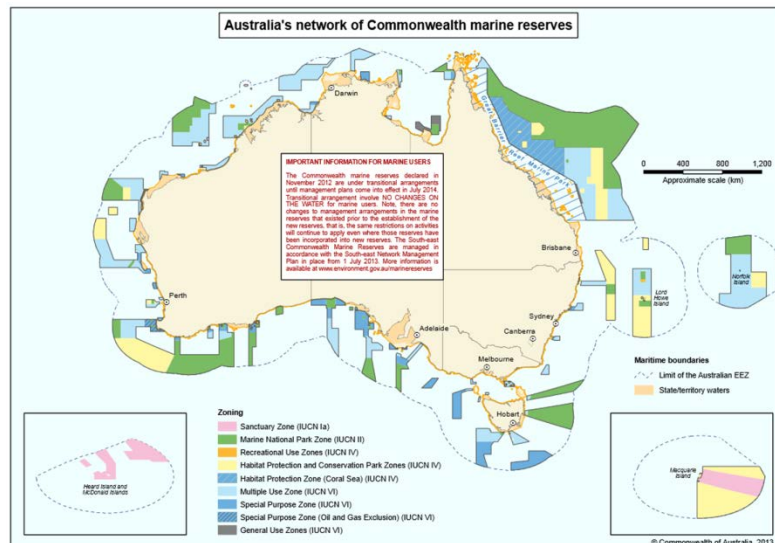 Australia's network of Commonwealth marine reserves
Darwin
Great Barrier
Reef Marine Park
IMPORTANT INFORMATION FOR MARINE USERS
The Commonwealth marine reserves declared in
November 2012 are under transitional arrangements
until management plans come into effect in July 2014.
Transitional arrangement involve NO CHANGES ON
THE WATER for marine users. Note, there are no
changes to management arrangements in the marine
reserves that existed prior to the establishment of the
new reserves, that is, the same restrictions on activities
will continue to apply even where those reserves have
been incorporated into new reserves. The South-east
Commonwealth Marine Reserves are managed in
accordance with the South-east Network Management
Plan in place from 1 July 2013. More information is
available at www.environment.gov.au/marinereserves
0 400 800 1,200
Approximate scale (km)
Brisbane
Norfolk
Island
Lord
Howe
Island
Perth
Sydney
Adelaide
Canberra
Melbourne
Hobart
Maritime boundaries
Limit of the Australian EEZ
State/territory waters
Zoning
Sanctuary Zone (IUCN Ia)
Marine National Park Zone (IUCN II)
Recreational Use Zones (IUCN IV)
Habitat Protection and Conservation Park Zones (IUCN IV)
Habitat Protection Zone (Coral Sea) (IUCN IV)
Multiple Use Zone (IUCN VI)
Special Purpose Zone (IUCN VI)
Special Purpose Zone (Oil and Gas Exclusion) (IUCN VI)
General Use Zones (IUCN VI)
Heard Island and
McDonald Islands
Macquarie
Island
© Commonwealth of Australia, 2013